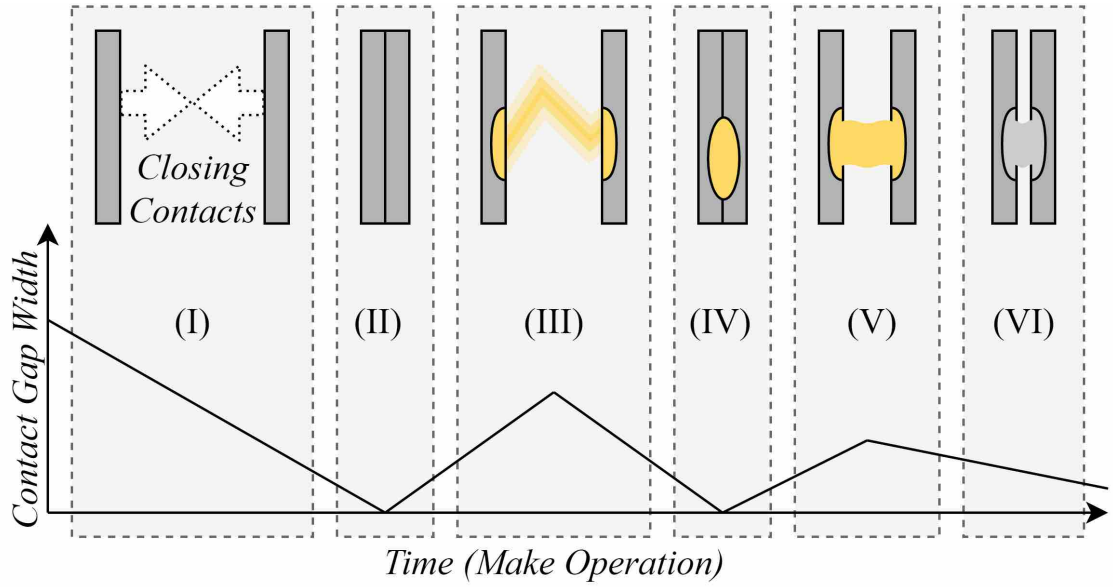 Closing
Contacts
Contact Gap Width
(I)
(II)
(III)
(IV)
(V)
(VI)
Time (Make Operation)